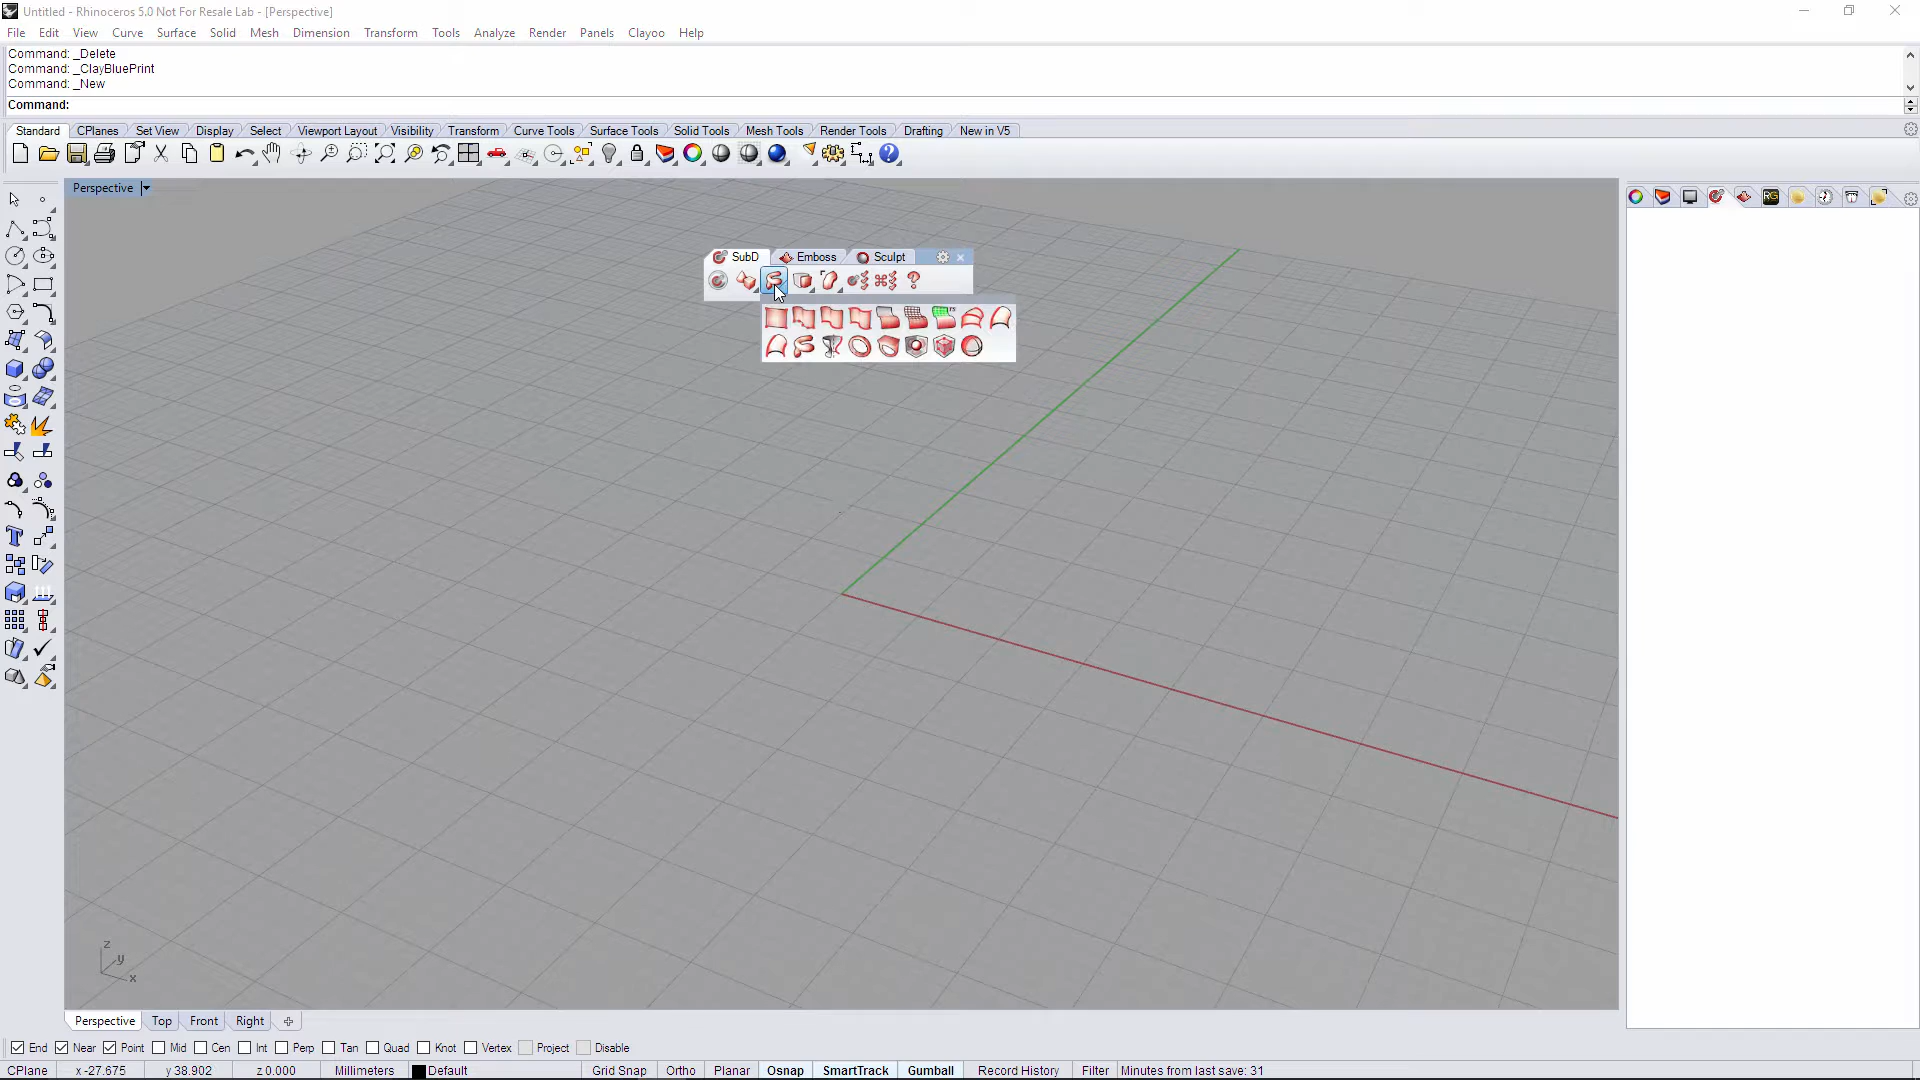 Untitled - Rhinoceros 5.0 Not For Resale Lab - [Perspective]
File Edit View Curve Surface Solid Mesh Dimension Transform Tools Analyze Render Panels Clayoo Help
Command: _Delete
Command: _ClayBluePrint
Command: _New
Command:
Standard CPlanes Set View Display Select Viewport Layout Visibility Transform Curve Tools Surface Tools Solid Tools Mesh Tools Render Tools Drafting New in V5
Perspective
RG
SubD Emboss Sculpt
z
y
x
Perspective Top Front Right
End Near Point Mid Cen Int Perp Tan Quad Knot Vertex Project Disable
CPlane x -27.675 y 38.902 z 0.000 Millimeters Default Grid Snap Ortho Planar Osnap SmartTrack Gumball Record History Filter Minutes from last save: 31